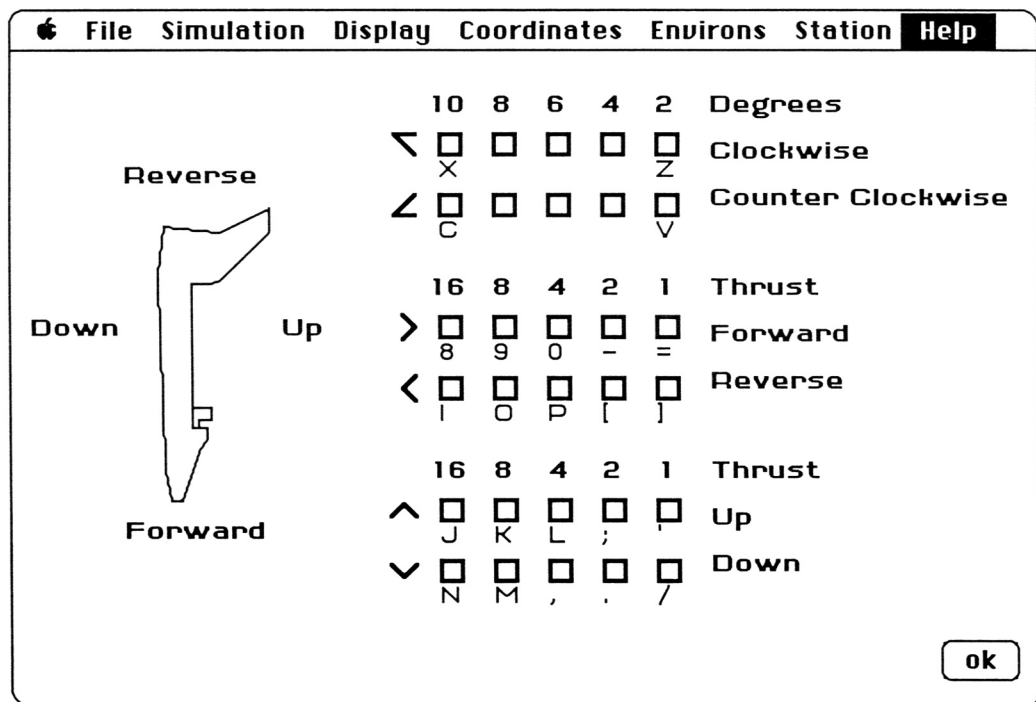 File Simulation Display Coordinates Environs Station Help
10 8 6 4 2 Degrees
Clockwise
X Z
Counter Clockwise
C V
16 8 4 2 1 Thrust
> Forward
8 9 0 - =
< Reverse
I O P [ ]
16 8 4 2 1 Thrust
Up
J K L ; '
Down
N M , . /
Reverse
Down Up
Forward
ok